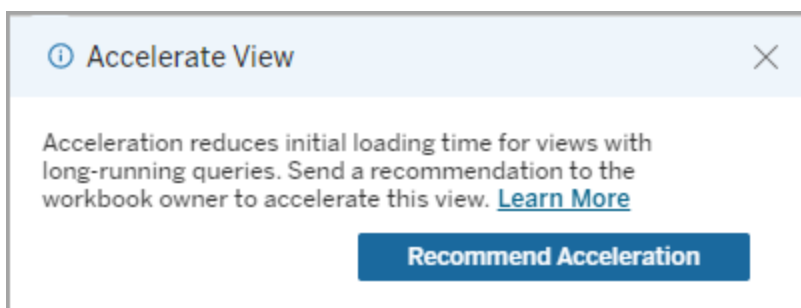 Accelerate View
Acceleration reduces initial loading time for views with
long-running queries. Send a recommendation to the
workbook owner to accelerate this view. Learn More
Recommend Acceleration